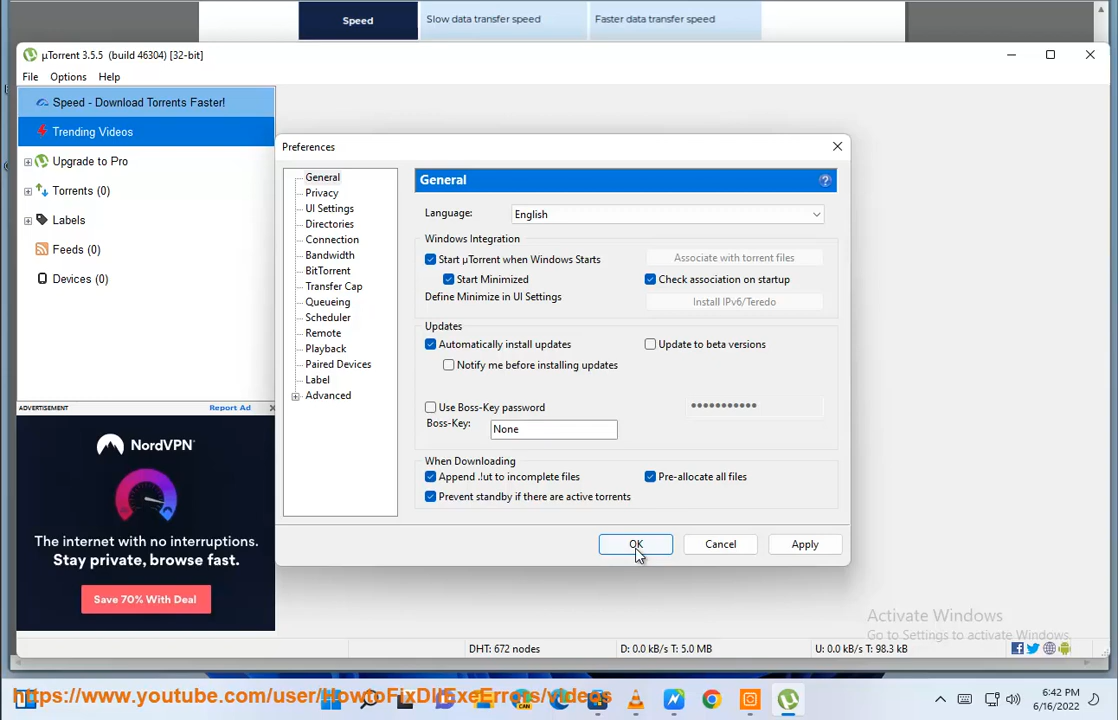 Speed Slow data transfer speed Faster data transfer speed
µTorrent 3.5.5 (build 46304) [32-bit]
File Options Help
Speed - Download Torrents Faster!
Trending Videos
Upgrade to Pro
Torrents (0)
Labels
Feeds (0)
Devices (0)
ADVERTISEMENT Report Ad
NordVPN
The internet with no interruptions.
Stay private, browse fast.
Save 70% With Deal
Preferences
General
Privacy
UI Settings
Directories
Connection
Bandwidth
BitTorrent
Transfer Cap
Queueing
Scheduler
Remote
Playback
Paired Devices
Label
Advanced
General
Language: English
Windows Integration
Start µTorrent when Windows Starts Associate with torrent files
Start Minimized Check association on startup
Define Minimize in UI Settings Install IPv6/Teredo
Updates
Automatically install updates Update to beta versions
Notify me before installing updates
Use Boss-Key password
Boss-Key: None
When Downloading
Append .!ut to incomplete files Pre-allocate all files
Prevent standby if there are active torrents
OK Cancel Apply
Activate Windows
Go to Settings to activate Windows.
DHT: 672 nodes D: 0.0 kB/s T: 5.0 MB U: 0.0 kB/s T: 98.3 kB
https://www.youtube.com/user/HowtoFixDllExeErrors/videos
6:42 PM
6/16/2022